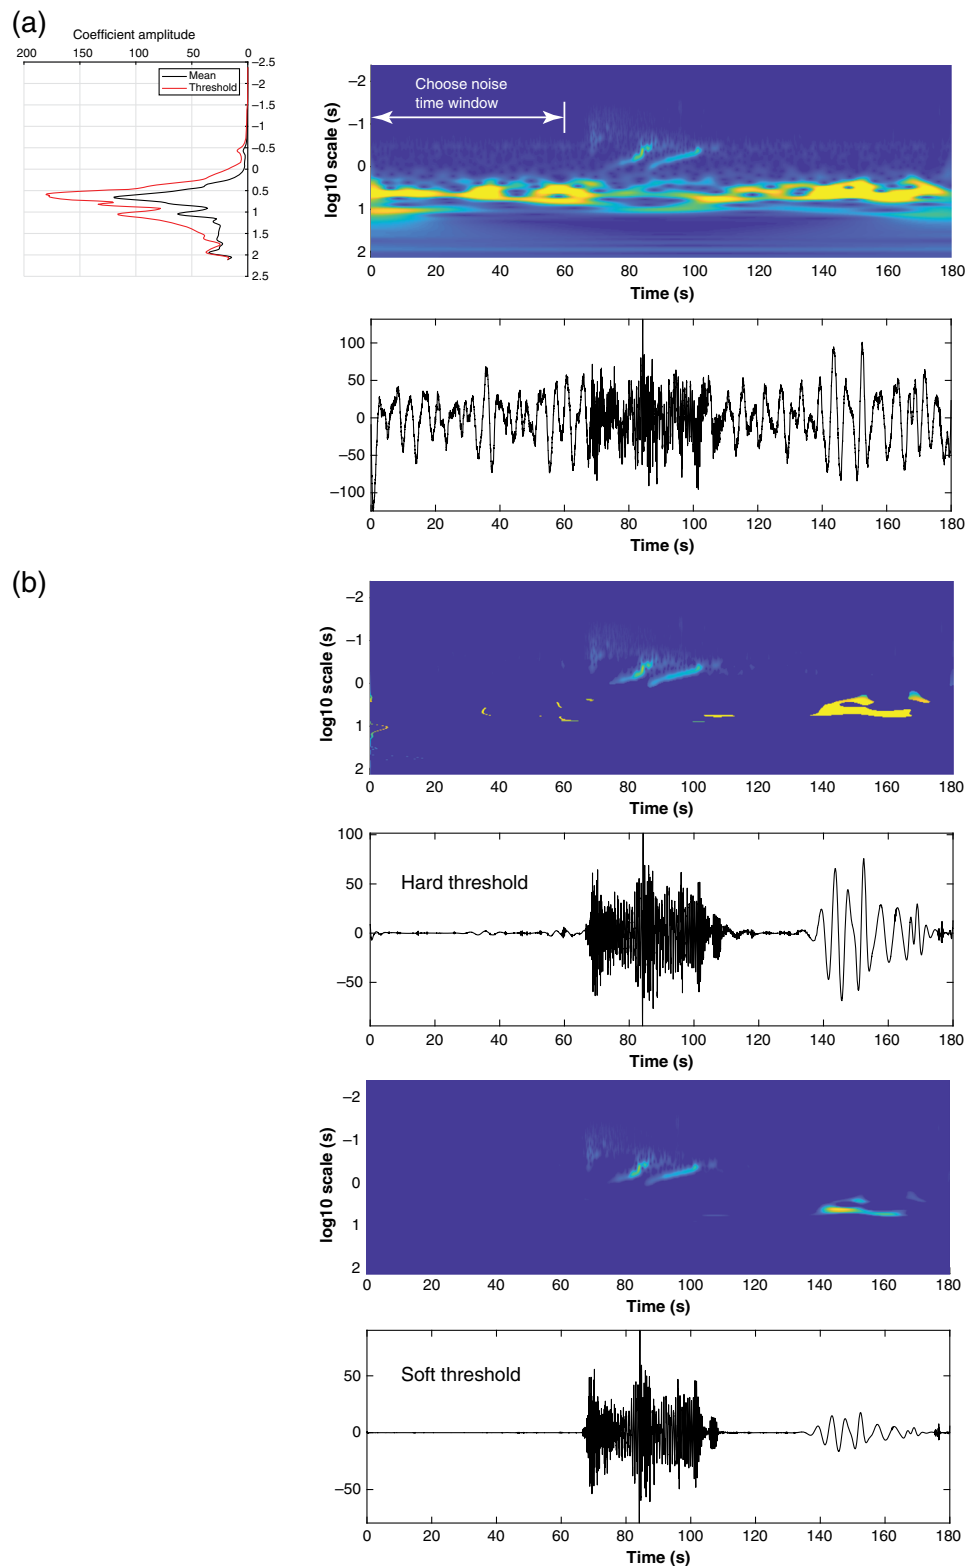 (a)
Coefficient amplitude
200 150 100 50 0
Mean
Threshold
–2.5
–2
–1.5
–1
–0.5
0
0.5
1
1.5
2
2.5
Choose noise
time window
log10 scale (s)
–2
–1
0
1
2
0 20 40 60 80 100 120 140 160 180
Time (s)
100
50
0
–50
–100
0 20 40 60 80 100 120 140 160 180
Time (s)
(b)
log10 scale (s)
–2
–1
0
1
2
0 20 40 60 80 100 120 140 160 180
Time (s)
Hard threshold
100
50
0
–50
0 20 40 60 80 100 120 140 160 180
Time (s)
log10 scale (s)
–2
–1
0
1
2
0 20 40 60 80 100 120 140 160 180
Time (s)
Soft threshold
50
0
–50
0 20 40 60 80 100 120 140 160 180
Time (s)